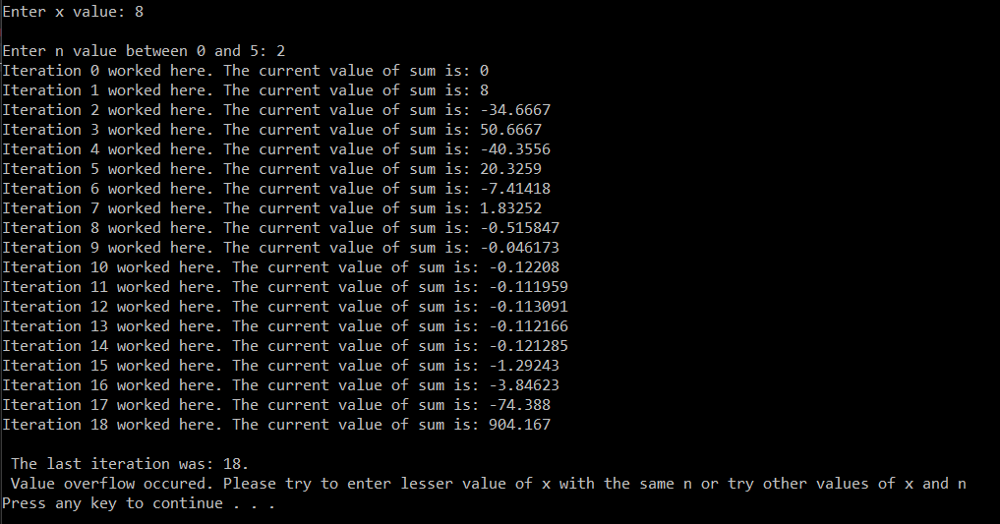 Enter x value: 8
Enter n value between 0 and 5: 2
Iteration 0 worked here. The current value of sum is: 0
Iteration 1 worked here. The current value of sum is: 8
Iteration 2 worked here. The current value of sum is: -34.6667
Iteration 3 worked here. The current value of sum is: 50.6667
Iteration 4 worked here. The current value of sum is: -40.3556
Iteration 5 worked here. The current value of sum is: 20.3259
Iteration 6 worked here. The current value of sum is: -7.41418
Iteration 7 worked here. The current value of sum is: 1.83252
Iteration 8 worked here. The current value of sum is: -0.515847
Iteration 9 worked here. The current value of sum is: -0.046173
Iteration 10 worked here. The current value of sum is: -0.12208
Iteration 11 worked here. The current value of sum is: -0.111959
Iteration 12 worked here. The current value of sum is: -0.113091
Iteration 13 worked here. The current value of sum is: -0.112166
Iteration 14 worked here. The current value of sum is: -0.121285
Iteration 15 worked here. The current value of sum is: -1.29243
Iteration 16 worked here. The current value of sum is: -3.84623
Iteration 17 worked here. The current value of sum is: -74.388
Iteration 18 worked here. The current value of sum is: 904.167
The last iteration was: 18.
Value overflow occured. Please try to enter lesser value of x with the same n or try other values of x and n
Press any key to continue . . .